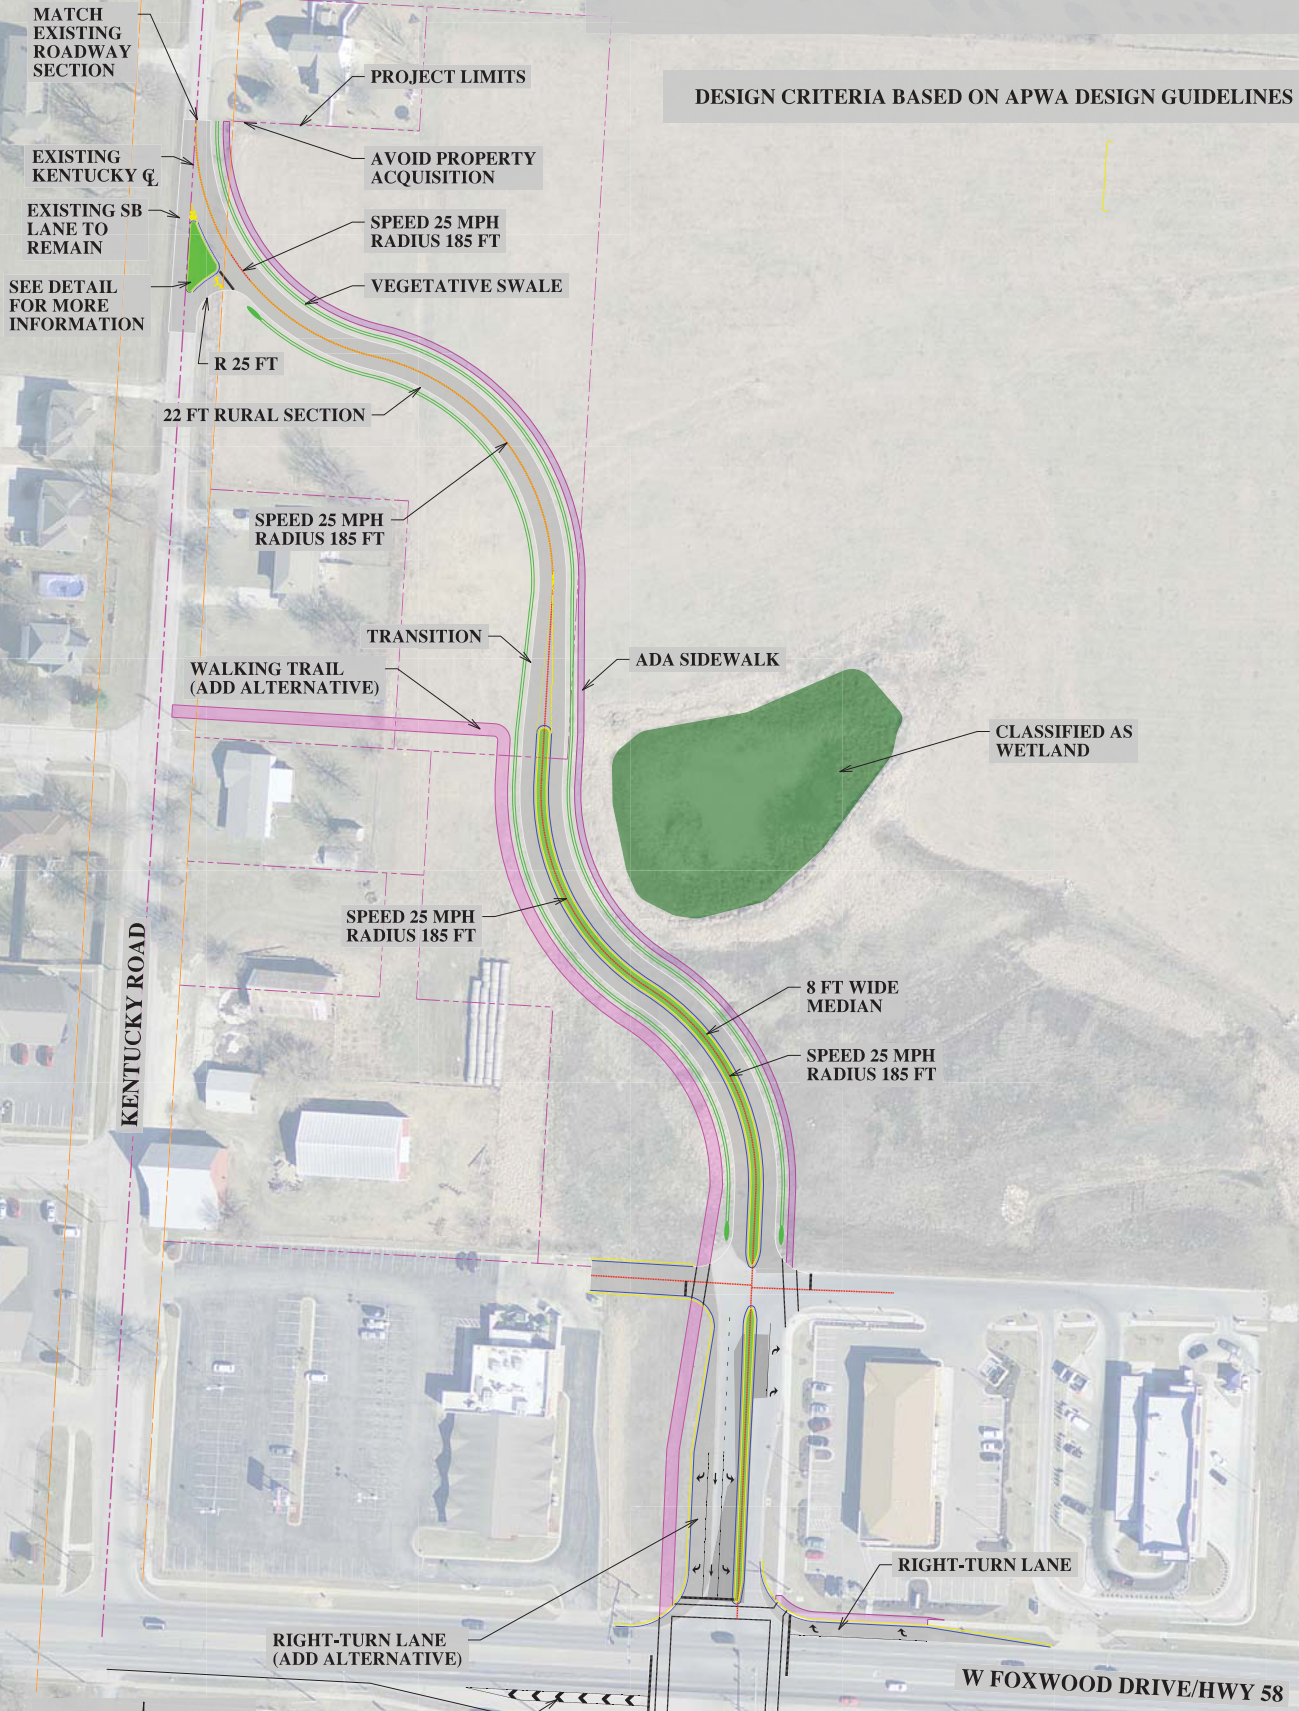 MATCH
EXISTING
ROADWAY
SECTION
PROJECT LIMITS
DESIGN CRITERIA BASED ON APWA DESIGN GUIDELINES
EXISTING
KENTUCKY ℄
AVOID PROPERTY
ACQUISITION
EXISTING SB
LANE TO
REMAIN
SPEED 25 MPH
RADIUS 185 FT
SEE DETAIL
FOR MORE
INFORMATION
VEGETATIVE SWALE
R 25 FT
22 FT RURAL SECTION
SPEED 25 MPH
RADIUS 185 FT
TRANSITION
WALKING TRAIL
(ADD ALTERNATIVE)
ADA SIDEWALK
CLASSIFIED AS
WETLAND
SPEED 25 MPH
RADIUS 185 FT
KENTUCKY ROAD
8 FT WIDE
MEDIAN
SPEED 25 MPH
RADIUS 185 FT
RIGHT-TURN LANE
RIGHT-TURN LANE
(ADD ALTERNATIVE)
W FOXWOOD DRIVE/HWY 58